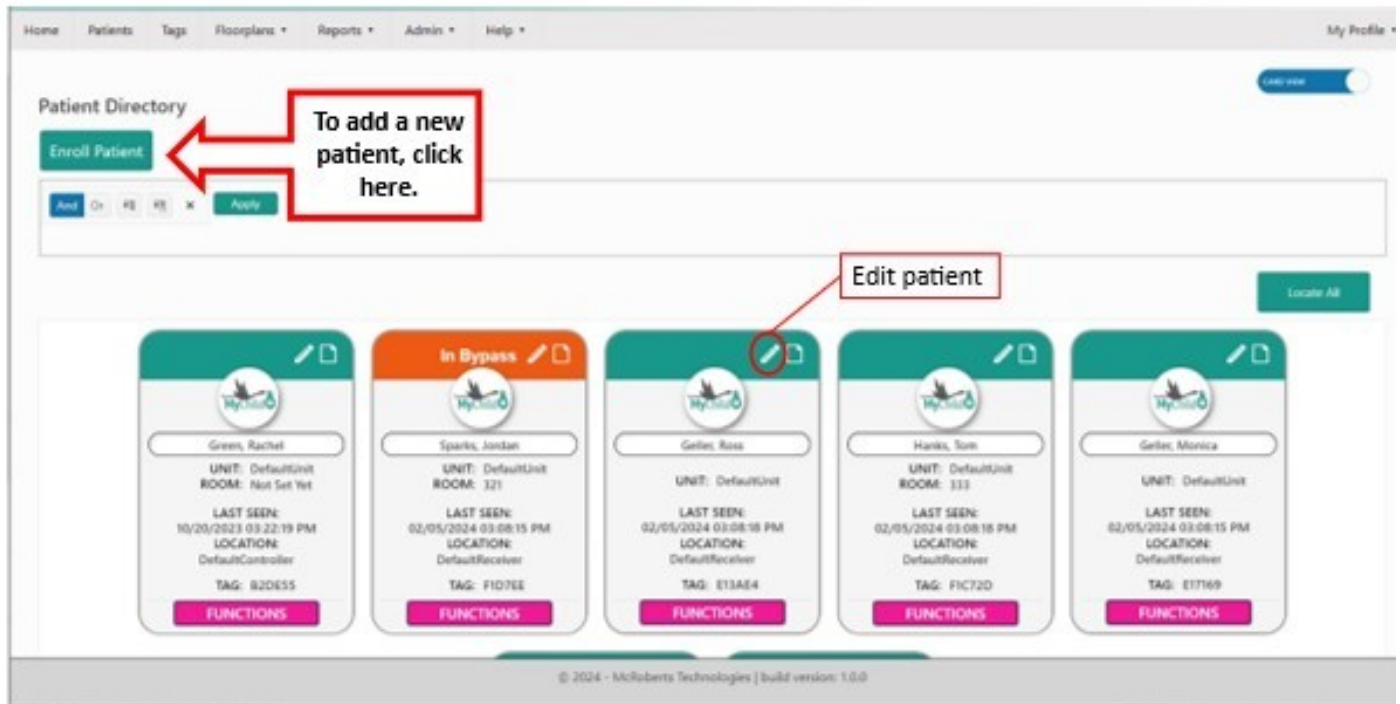 Home Patients Tags Floorplans Reports Admin Help My Profile
CARD VIEW
Patient Directory
Enroll Patient
To add a new
patient, click
here.
And Or Apply
Edit patient
Locate All
In Bypass
MyChild
MyChild
MyChild
MyChild
MyChild
Green, Rachel
UNIT: DefaultUnit
ROOM: Not Set Yet
LAST SEEN:
10/20/2023 03:22:19 PM
LOCATION:
DefaultController
TAG: B2DE55
FUNCTIONS
Sparks, Jordan
UNIT: DefaultUnit
ROOM: 321
LAST SEEN:
02/05/2024 03:08:15 PM
LOCATION:
DefaultReceiver
TAG: F1D7EE
FUNCTIONS
Geller, Ross
UNIT: DefaultUnit
LAST SEEN:
02/05/2024 03:08:18 PM
LOCATION:
DefaultReceiver
TAG: E13AE4
FUNCTIONS
Hanks, Tom
UNIT: DefaultUnit
ROOM: 333
LAST SEEN:
02/05/2024 03:08:18 PM
LOCATION:
DefaultReceiver
TAG: F1C72D
FUNCTIONS
Geller, Monica
UNIT: DefaultUnit
LAST SEEN:
02/05/2024 03:08:15 PM
LOCATION:
DefaultReceiver
TAG: E17169
FUNCTIONS
© 2024 - McRoberts Technologies | build version: 1.0.0